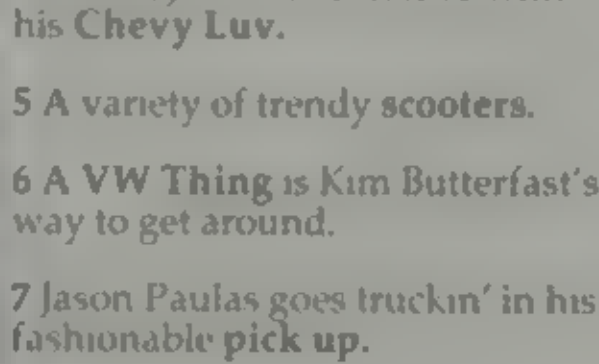 his Chevy Luv.
5 A variety of trendy scooters.
6 A VW Thing is Kim Butterfast's
way to get around.
7 Jason Paulas goes truckin' in his
fashionable pick up.